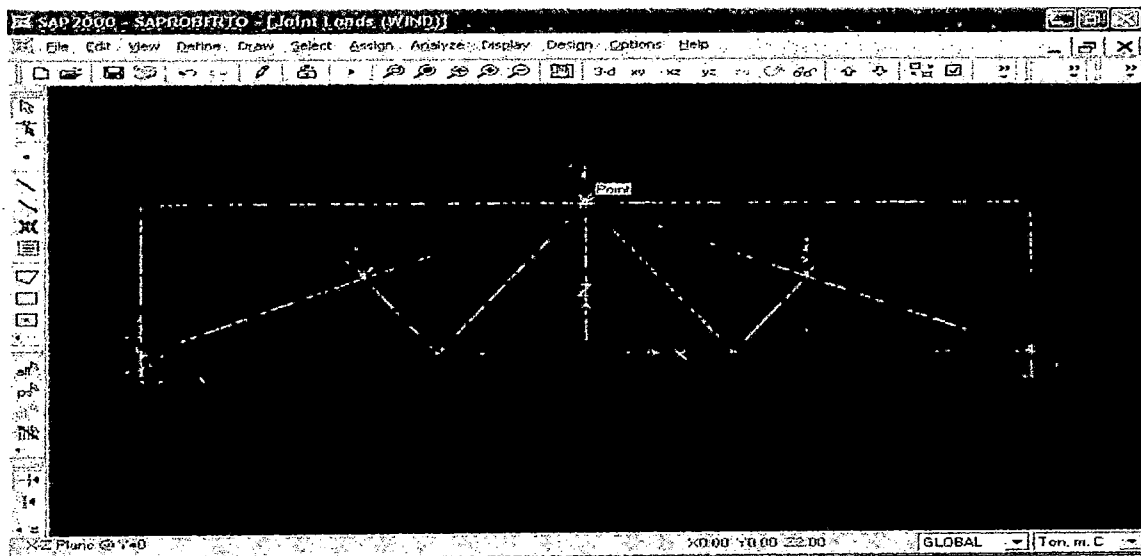 SAP2000 - SAPROBERTO - [Joint Loads (WIND)]
File Edit View Define Draw Select Assign Analyze Display Design Options Help
3-d xy xz yz
Point
Z
X
X-Z Plane @ Y=0 X0.00 Y0.00 Z2.00 GLOBAL Ton, m, C